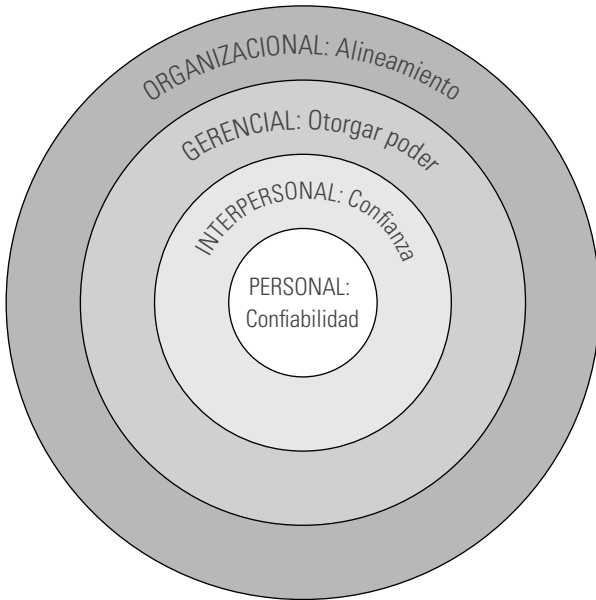 ORGANIZACIONAL: Alineamiento
GERENCIAL: Otorgar poder
INTERPERSONAL: Confianza
PERSONAL:
Confiabilidad